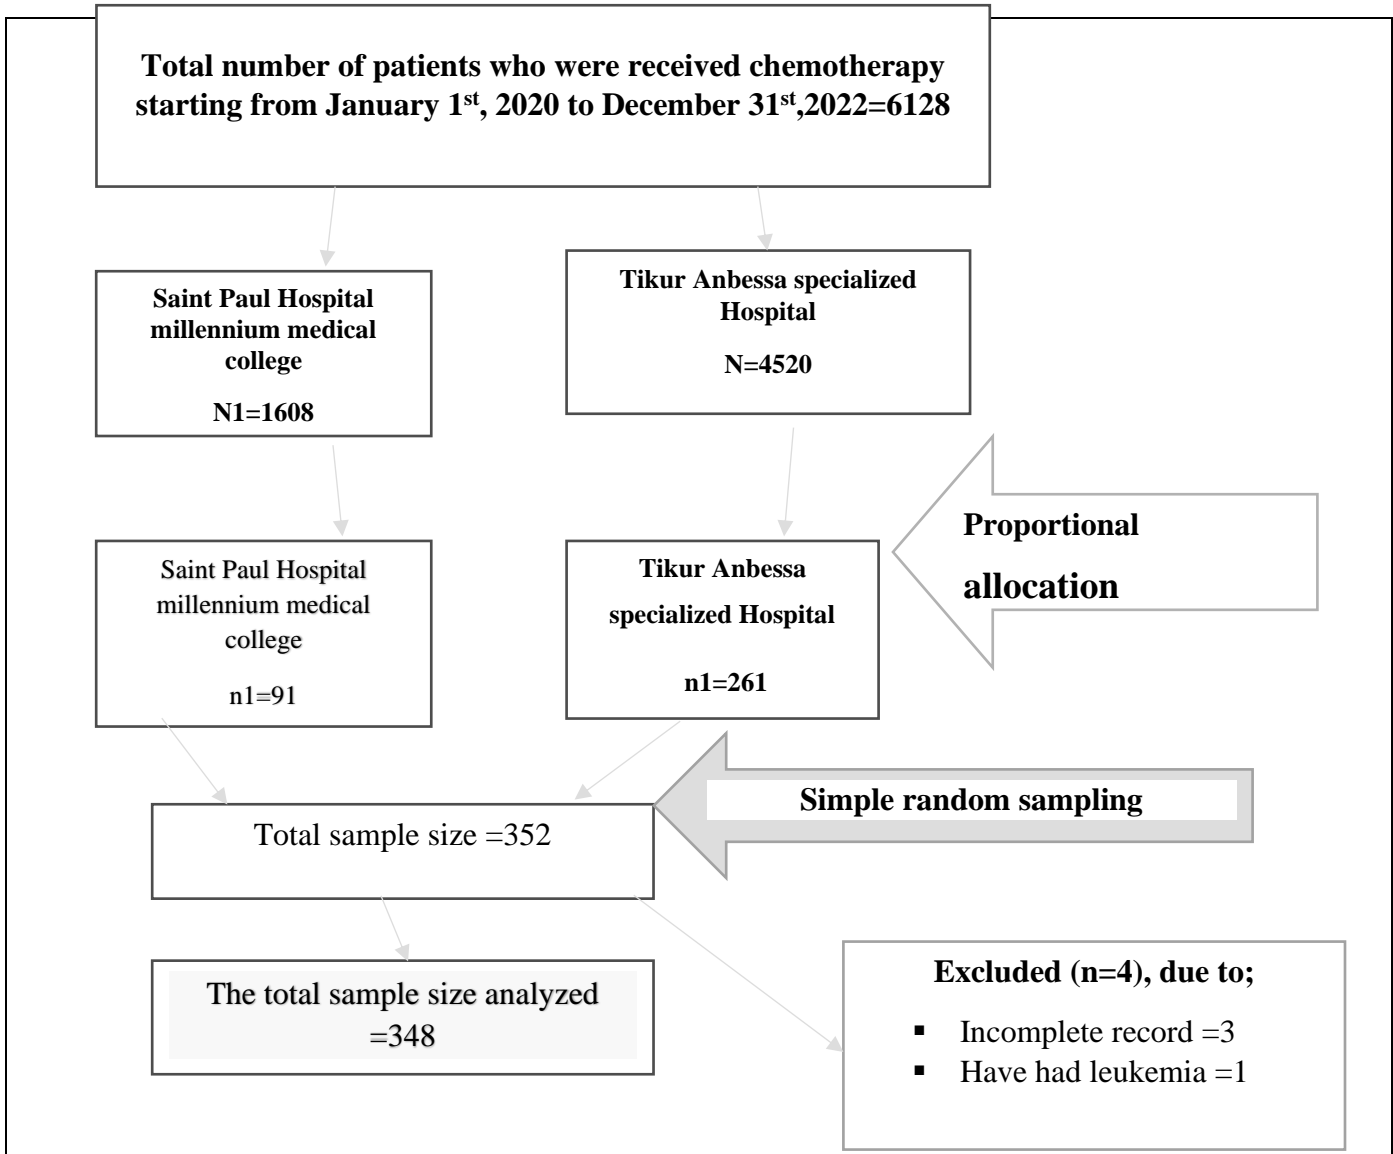 Total number of patients who were received chemotherapy
starting from January 1st, 2020 to December 31st,2022=6128
Saint Paul Hospital
millennium medical
college
N1=1608
Tikur Anbessa specialized
Hospital
N=4520
Saint Paul Hospital
millennium medical
college
n1=91
Tikur Anbessa
specialized Hospital
n1=261
Proportional
allocation
Simple random sampling
Total sample size =352
The total sample size analyzed
=348
Excluded (n=4), due to;
▪ Incomplete record =3
▪ Have had leukemia =1